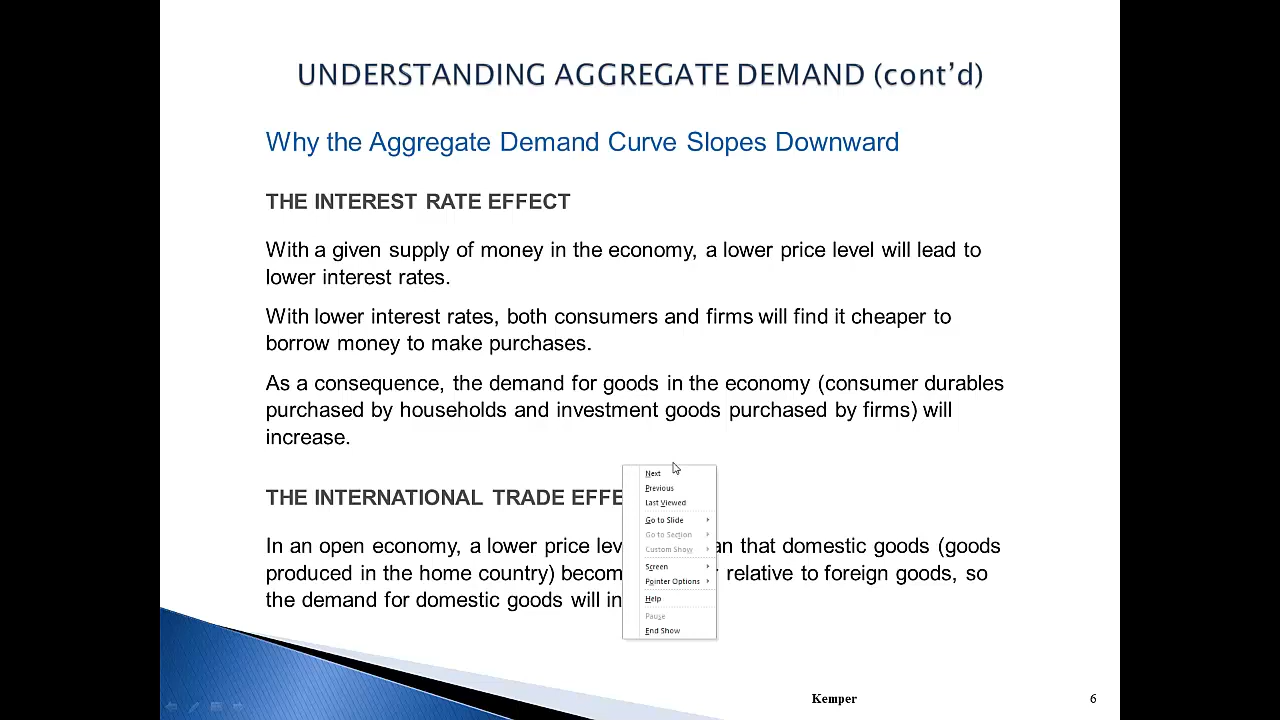 UNDERSTANDING AGGREGATE DEMAND (cont’d)
Why the Aggregate Demand Curve Slopes Downward
THE INTEREST RATE EFFECT
With a given supply of money in the economy, a lower price level will lead to
lower interest rates.
With lower interest rates, both consumers and firms will find it cheaper to
borrow money to make purchases.
As a consequence, the demand for goods in the economy (consumer durables
purchased by households and investment goods purchased by firms) will
increase.
THE INTERNATIONAL TRADE EFFE
In an open economy, a lower price lev an that domestic goods (goods
produced in the home country) becom r relative to foreign goods, so
the demand for domestic goods will in
Next
Previous
Last Viewed
Go to Slide
Go to Section
Custom Show
Screen
Pointer Options
Help
Pause
End Show
Kemper
6